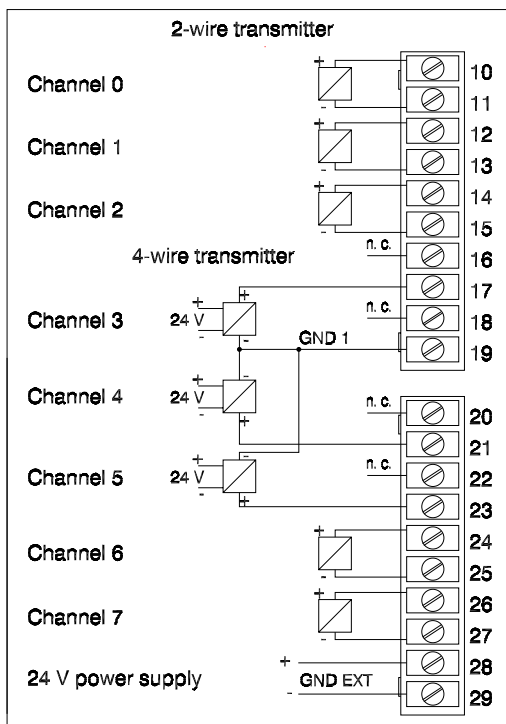 2-wire transmitter
+
10
Channel 0
-
11
+
12
Channel 1
-
13
+
14
Channel 2
-
15
n. c.
16
4-wire transmitter
17
+
+
Channel 3
24 V
-
n. c.
18
GND 1
19
-
-
+
Channel 4
24 V
-
+
n. c.
20
21
-
+
Channel 5
24 V
-
+
n. c.
22
23
+
24
Channel 6
-
25
+
26
Channel 7
-
27
+
28
24 V power supply
GND EXT
-
29